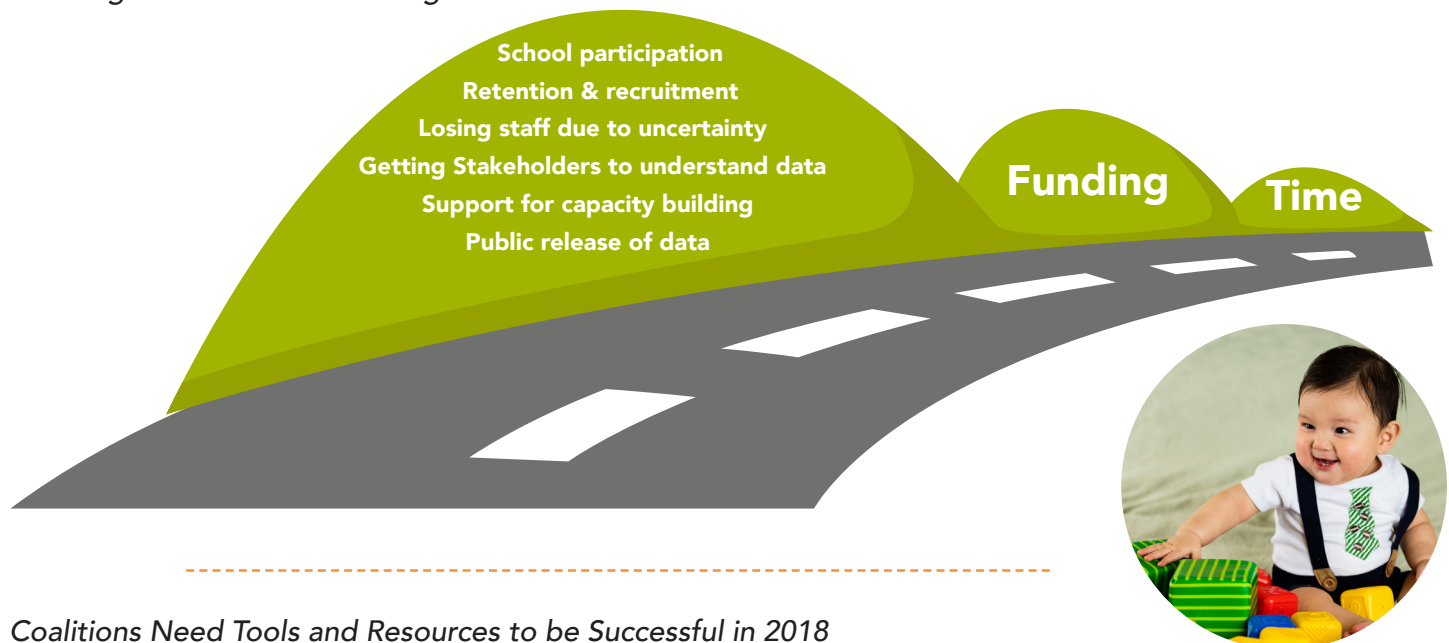 School participation
Retention & recruitment
Losing staff due to uncertainty
Getting Stakeholders to understand data
Support for capacity building
Public release of data
Funding
Time
Coalitions Need Tools and Resources to be Successful in 2018